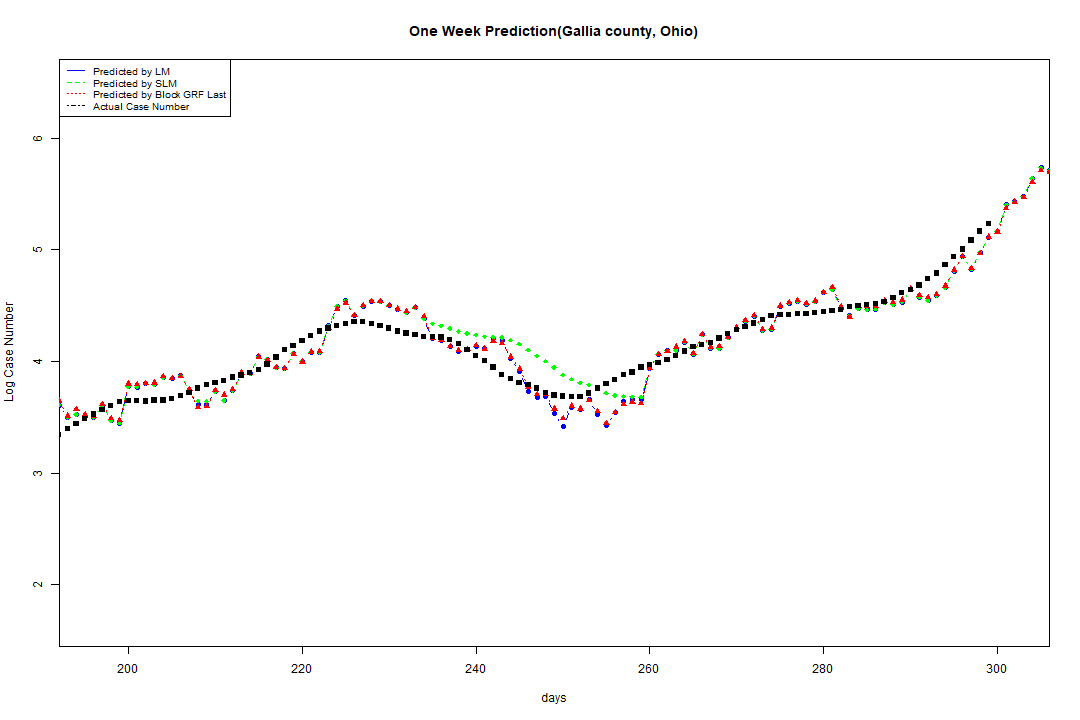 One Week Prediction(Gallia county, Ohio)
Predicted by LM
Predicted by SLM
Predicted by Block GRF Last
Actual Case Number
Log Case Number
6
5
4
3
2
200 220 240 260 280 300
days